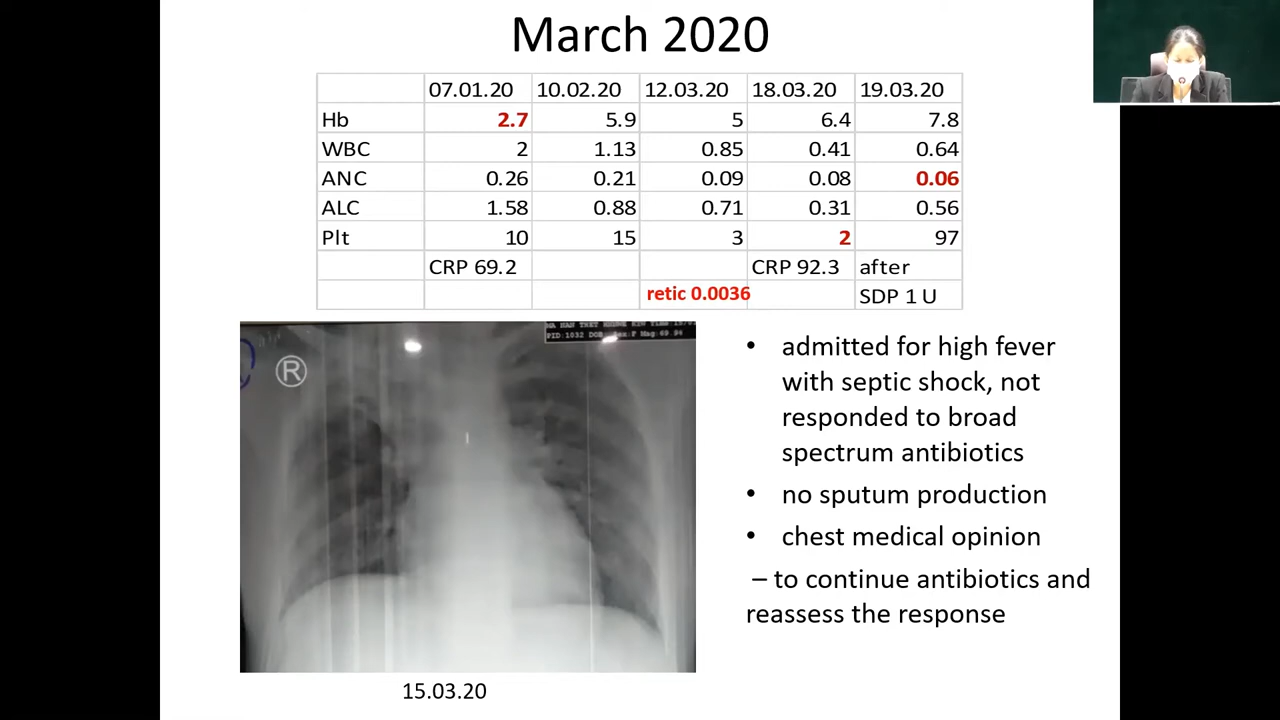 March 2020
07.01.20 10.02.20 12.03.20 18.03.20 19.03.20
Hb 2.7 5.9 5 6.4 7.8
WBC 2 1.13 0.85 0.41 0.64
ANC 0.26 0.21 0.09 0.08 0.06
ALC 1.58 0.88 0.71 0.31 0.56
Plt 10 15 3 2 97
CRP 69.2 CRP 92.3 after
retic 0.0036 SDP 1 U
R
PID:1032
• admitted for high fever
with septic shock, not
responded to broad
spectrum antibiotics
• no sputum production
• chest medical opinion
– to continue antibiotics and
reassess the response
15.03.20